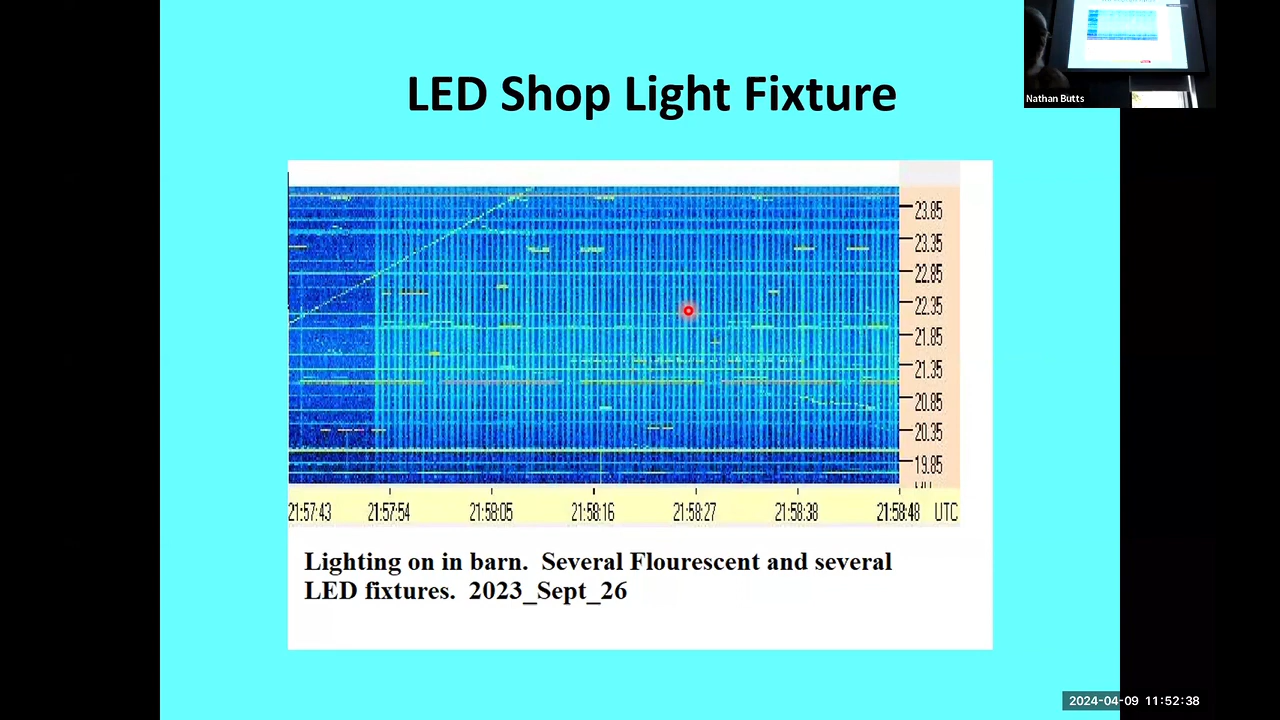 LED Shop Light Fixture
Nathan Butts
23.85
23.35
22.85
22.35
21.85
21.35
20.85
20.35
19.85
21:57:43 21:57:54 21:58:05 21:58:16 21:58:27 21:58:38 21:58:48 UTC
Lighting on in barn. Several Flourescent and several
LED fixtures. 2023_Sept_26
2024-04-09 11:52:38